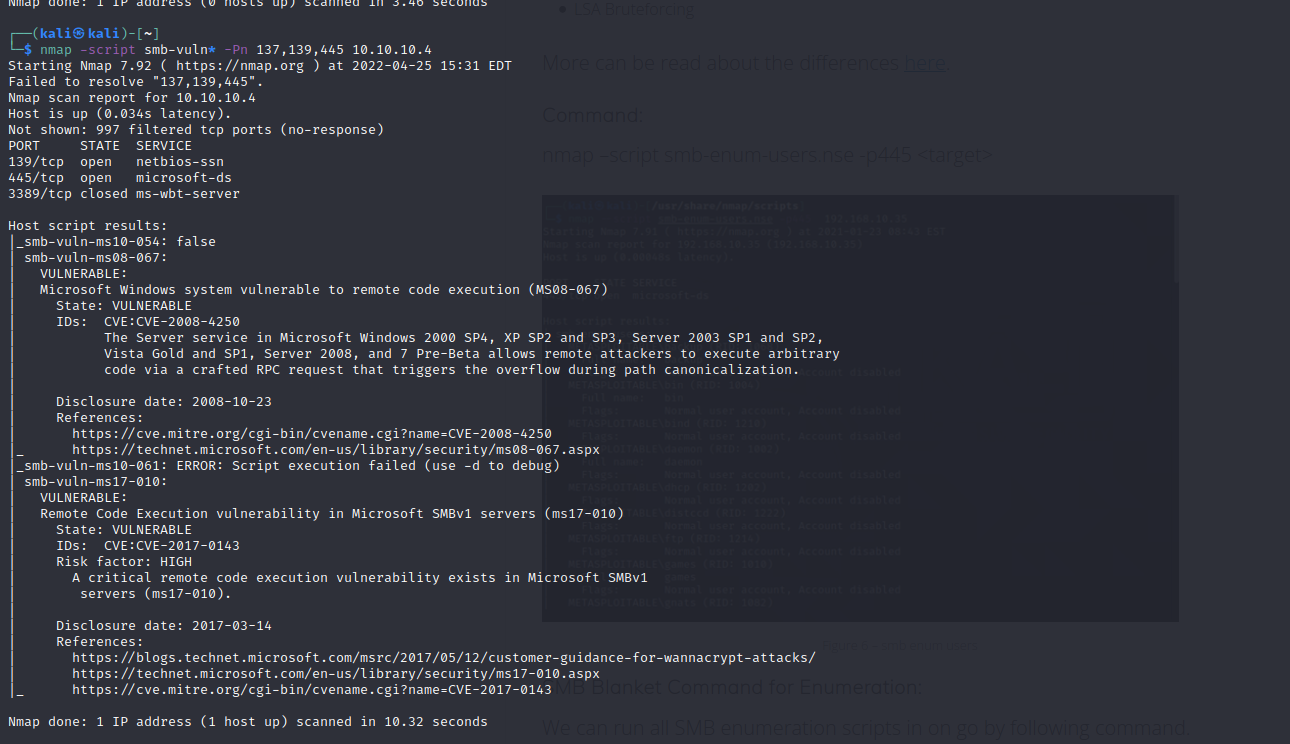 Nmap done: 1 IP address (0 hosts up) scanned in 3.46 seconds
LSA Bruteforcing
┌──(kali㉿kali)-[~]
└─$ nmap -script smb-vuln* -Pn 137,139,445 10.10.10.4
Starting Nmap 7.92 ( https://nmap.org ) at 2022-04-25 15:31 EDT
More can be read about the differences here.
Failed to resolve "137,139,445".
Nmap scan report for 10.10.10.4
Host is up (0.034s latency).
Command:
Not shown: 997 filtered tcp ports (no-response)
PORT     STATE  SERVICE
139/tcp  open   netbios-ssn
nmap –script smb-enum-users.nse -p445 <target>
445/tcp  open   microsoft-ds
3389/tcp closed ms-wbt-server
/usr/share/nmap/scripts
Host script results:
|_smb-vuln-ms10-054: false
| smb-vuln-ms08-067:
|   VULNERABLE:
|   Microsoft Windows system vulnerable to remote code execution (MS08-067)
|     State: VULNERABLE
|     IDs:  CVE:CVE-2008-4250
|           The Server service in Microsoft Windows 2000 SP4, XP SP2 and SP3, Server 2003 SP1 and SP2,
|           Vista Gold and SP1, Server 2008, and 7 Pre-Beta allows remote attackers to execute arbitrary
|           code via a crafted RPC request that triggers the overflow during path canonicalization.
|
|     Disclosure date: 2008-10-23
|     References:
|       https://cve.mitre.org/cgi-bin/cvename.cgi?name=CVE-2008-4250
|_      https://technet.microsoft.com/en-us/library/security/ms08-067.aspx
|_smb-vuln-ms10-061: ERROR: Script execution failed (use -d to debug)
| smb-vuln-ms17-010:
|   VULNERABLE:
|   Remote Code Execution vulnerability in Microsoft SMBv1 servers (ms17-010)
|     State: VULNERABLE
|     IDs:  CVE:CVE-2017-0143
|     Risk factor: HIGH
|       A critical remote code execution vulnerability exists in Microsoft SMBv1
|        servers (ms17-010).
|
|     Disclosure date: 2017-03-14
|     References:
|       https://blogs.technet.microsoft.com/msrc/2017/05/12/customer-guidance-for-wannacrypt-attacks/
|       https://technet.microsoft.com/en-us/library/security/ms17-010.aspx
|_      https://cve.mitre.org/cgi-bin/cvename.cgi?name=CVE-2017-0143
SMB Blanket Command for Enumeration:
Nmap done: 1 IP address (1 host up) scanned in 10.32 seconds
We can run all SMB enumeration scripts in on go by following command.